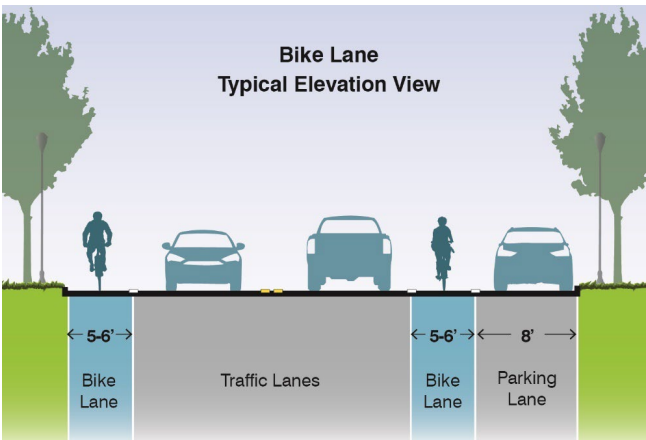 Bike Lane
Typical Elevation View
5-6’
5-6’
8’
Bike
Lane
Traffic Lanes
Bike
Lane
Parking
Lane